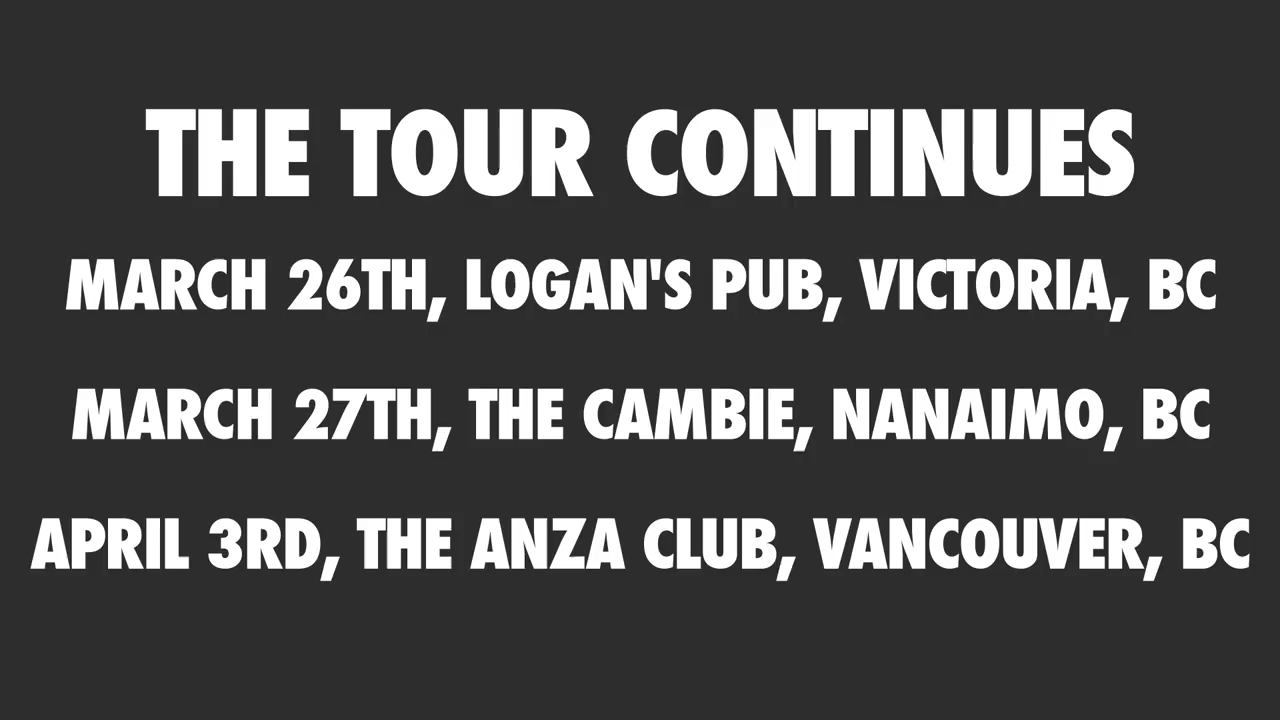 THE TOUR CONTINUES
MARCH 26TH, LOGAN'S PUB, VICTORIA, BC
MARCH 27TH, THE CAMBIE, NANAIMO, BC
APRIL 3RD, THE ANZA CLUB, VANCOUVER, BC